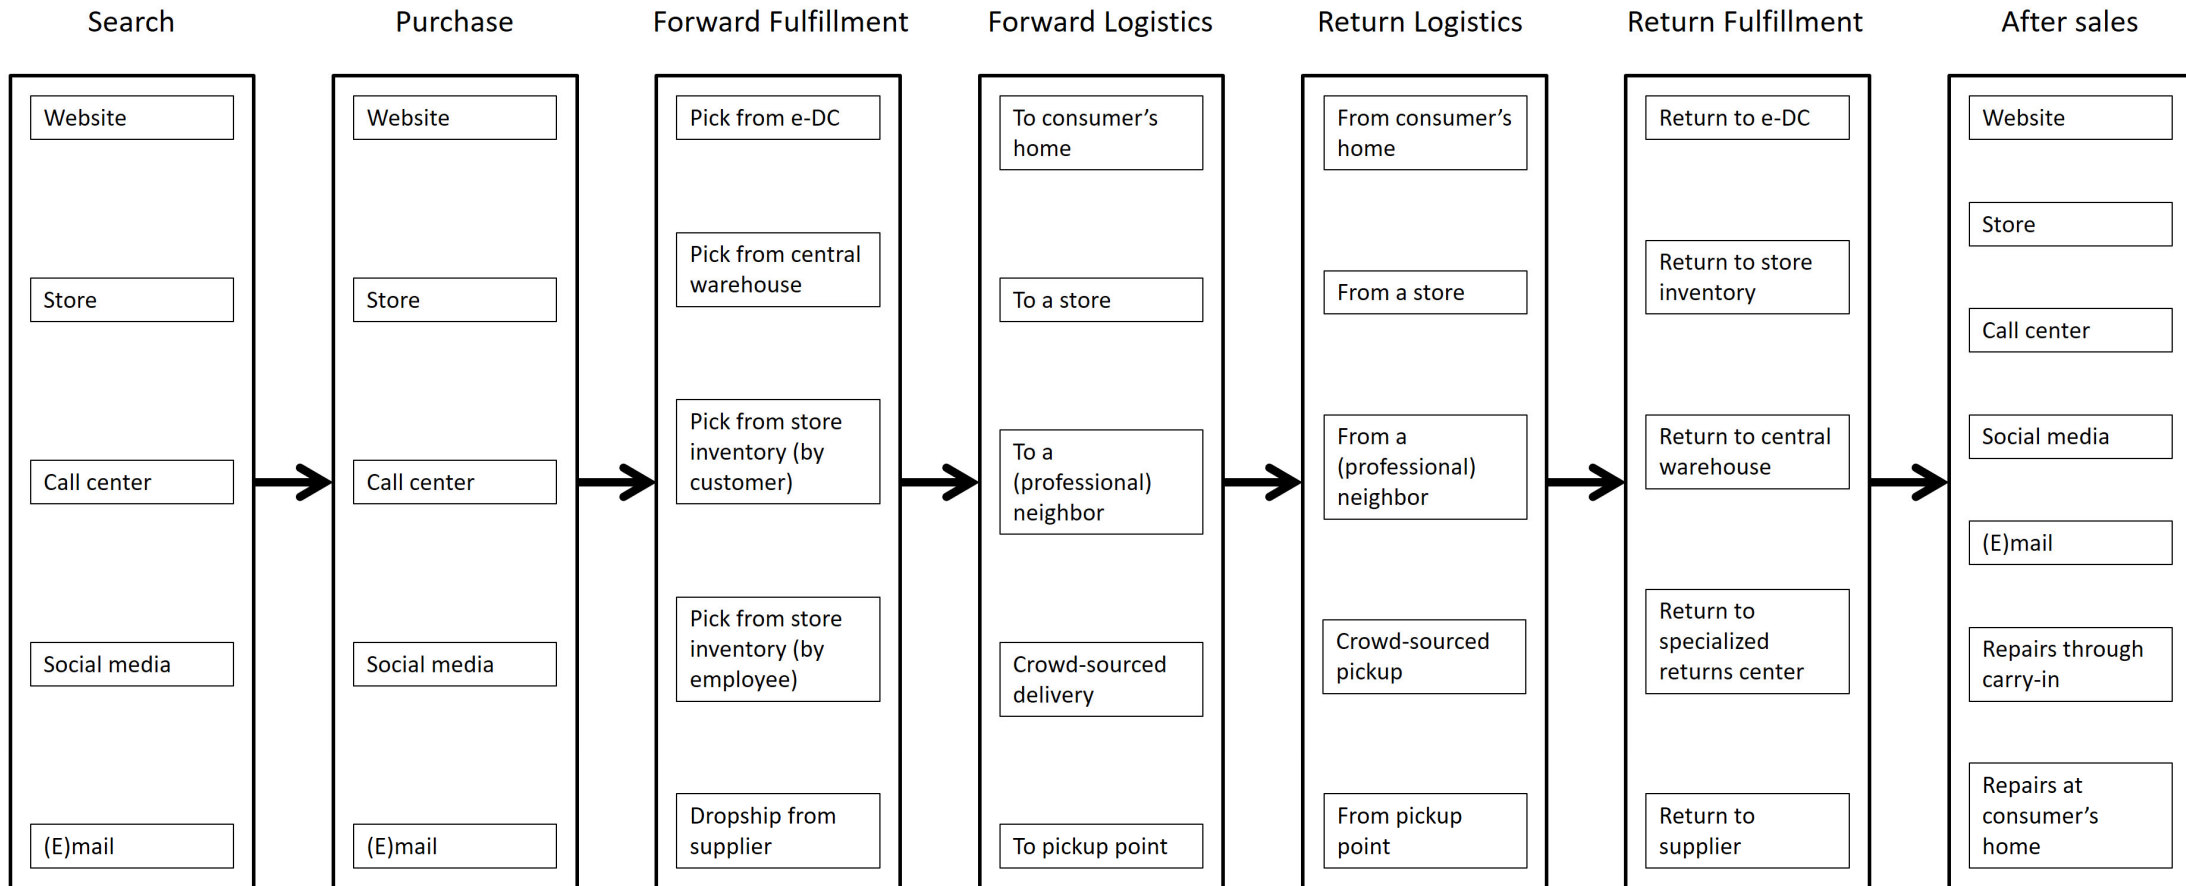 Search
Website
Store
Call center
Social media
(E)mail
Purchase
Website
Store
Call center
Social media
(E)mail
Forward Fulfillment
Pick from e-DC
Pick from central
warehouse
Pick from store
inventory (by
customer)
Pick from store
inventory (by
employee)
Dropship from
supplier
Forward Logistics
To consumer’s
home
To a store
To a
(professional)
neighbor
Crowd-sourced
delivery
To pickup point
Return Logistics
From consumer’s
home
From a store
From a
(professional)
neighbor
Crowd-sourced
pickup
From pickup
point
Return Fulfillment
Return to e-DC
Return to store
inventory
Return to central
warehouse
Return to
specialized
returns center
Return to
supplier
After sales
Website
Store
Call center
Social media
(E)mail
Repairs through
carry-in
Repairs at
consumer’s
home